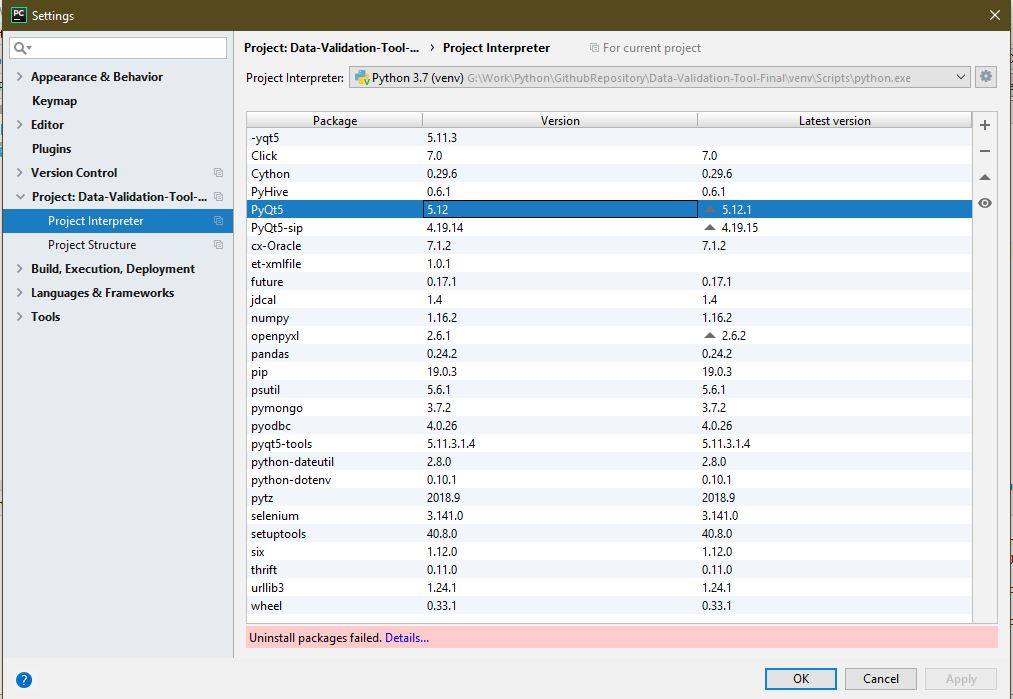 PC Settings
Project: Data-Validation-Tool-... › Project Interpreter For current project
Project Interpreter: Python 3.7 (venv) G:\Work\Python\GithubRepository\Data-Validation-Tool-Final\venv\Scripts\python.exe
Appearance & Behavior
Keymap
Editor
Plugins
Version Control
Project: Data-Validation-Tool-...
Project Interpreter
Project Structure
Build, Execution, Deployment
Languages & Frameworks
Tools
Package Version Latest version
-yqt5 5.11.3
Click 7.0 7.0
Cython 0.29.6 0.29.6
PyHive 0.6.1 0.6.1
PyQt5 5.12 5.12.1
PyQt5-sip 4.19.14 4.19.15
cx-Oracle 7.1.2 7.1.2
et-xmlfile 1.0.1
future 0.17.1 0.17.1
jdcal 1.4 1.4
numpy 1.16.2 1.16.2
openpyxl 2.6.1 2.6.2
pandas 0.24.2 0.24.2
pip 19.0.3 19.0.3
psutil 5.6.1 5.6.1
pymongo 3.7.2 3.7.2
pyodbc 4.0.26 4.0.26
pyqt5-tools 5.11.3.1.4 5.11.3.1.4
python-dateutil 2.8.0 2.8.0
python-dotenv 0.10.1 0.10.1
pytz 2018.9 2018.9
selenium 3.141.0 3.141.0
setuptools 40.8.0 40.8.0
six 1.12.0 1.12.0
thrift 0.11.0 0.11.0
urllib3 1.24.1 1.24.1
wheel 0.33.1 0.33.1
Uninstall packages failed. Details...
? OK Cancel Apply